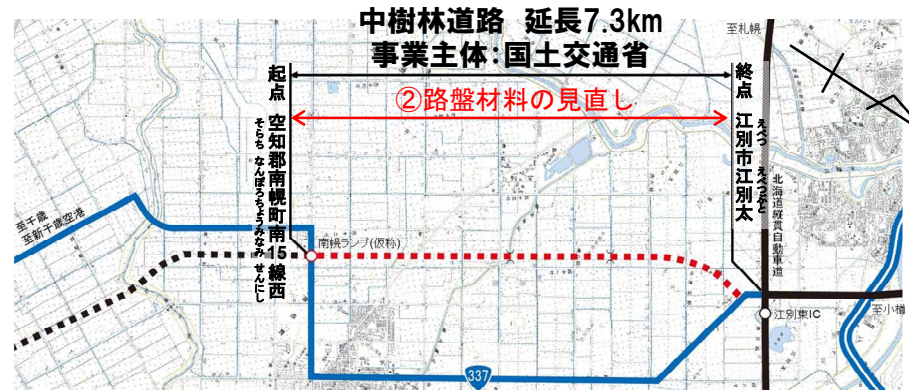 中樹林道路 延長7.3km
事業主体:国土交通省
②路盤材料の見直し
起点 空知郡南幌町南15線西
そらち なんぽろちょうみなみ せんにし
終点 江別市江別太
えべつ えべつぶと
至札幌
北海道縦貫自動車道
至千歳
至新千歳空港
南幌ランプ(仮称)
江別東IC
至小樽
337